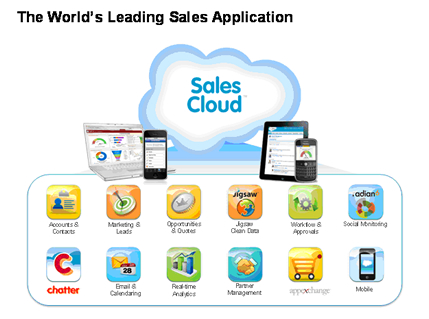 The World's Leading Sales Application
Sales
Cloud™
Accounts &
Contacts
Marketing &
Leads
Opportunities
& Quotes
Jigsaw
Jigsaw
Clean Data
Workflow &
Approvals
radian6
Social Monitoring
chatter
28
Email &
Calendaring
Real-time
Analytics
Partner
Management
appexchange
Mobile